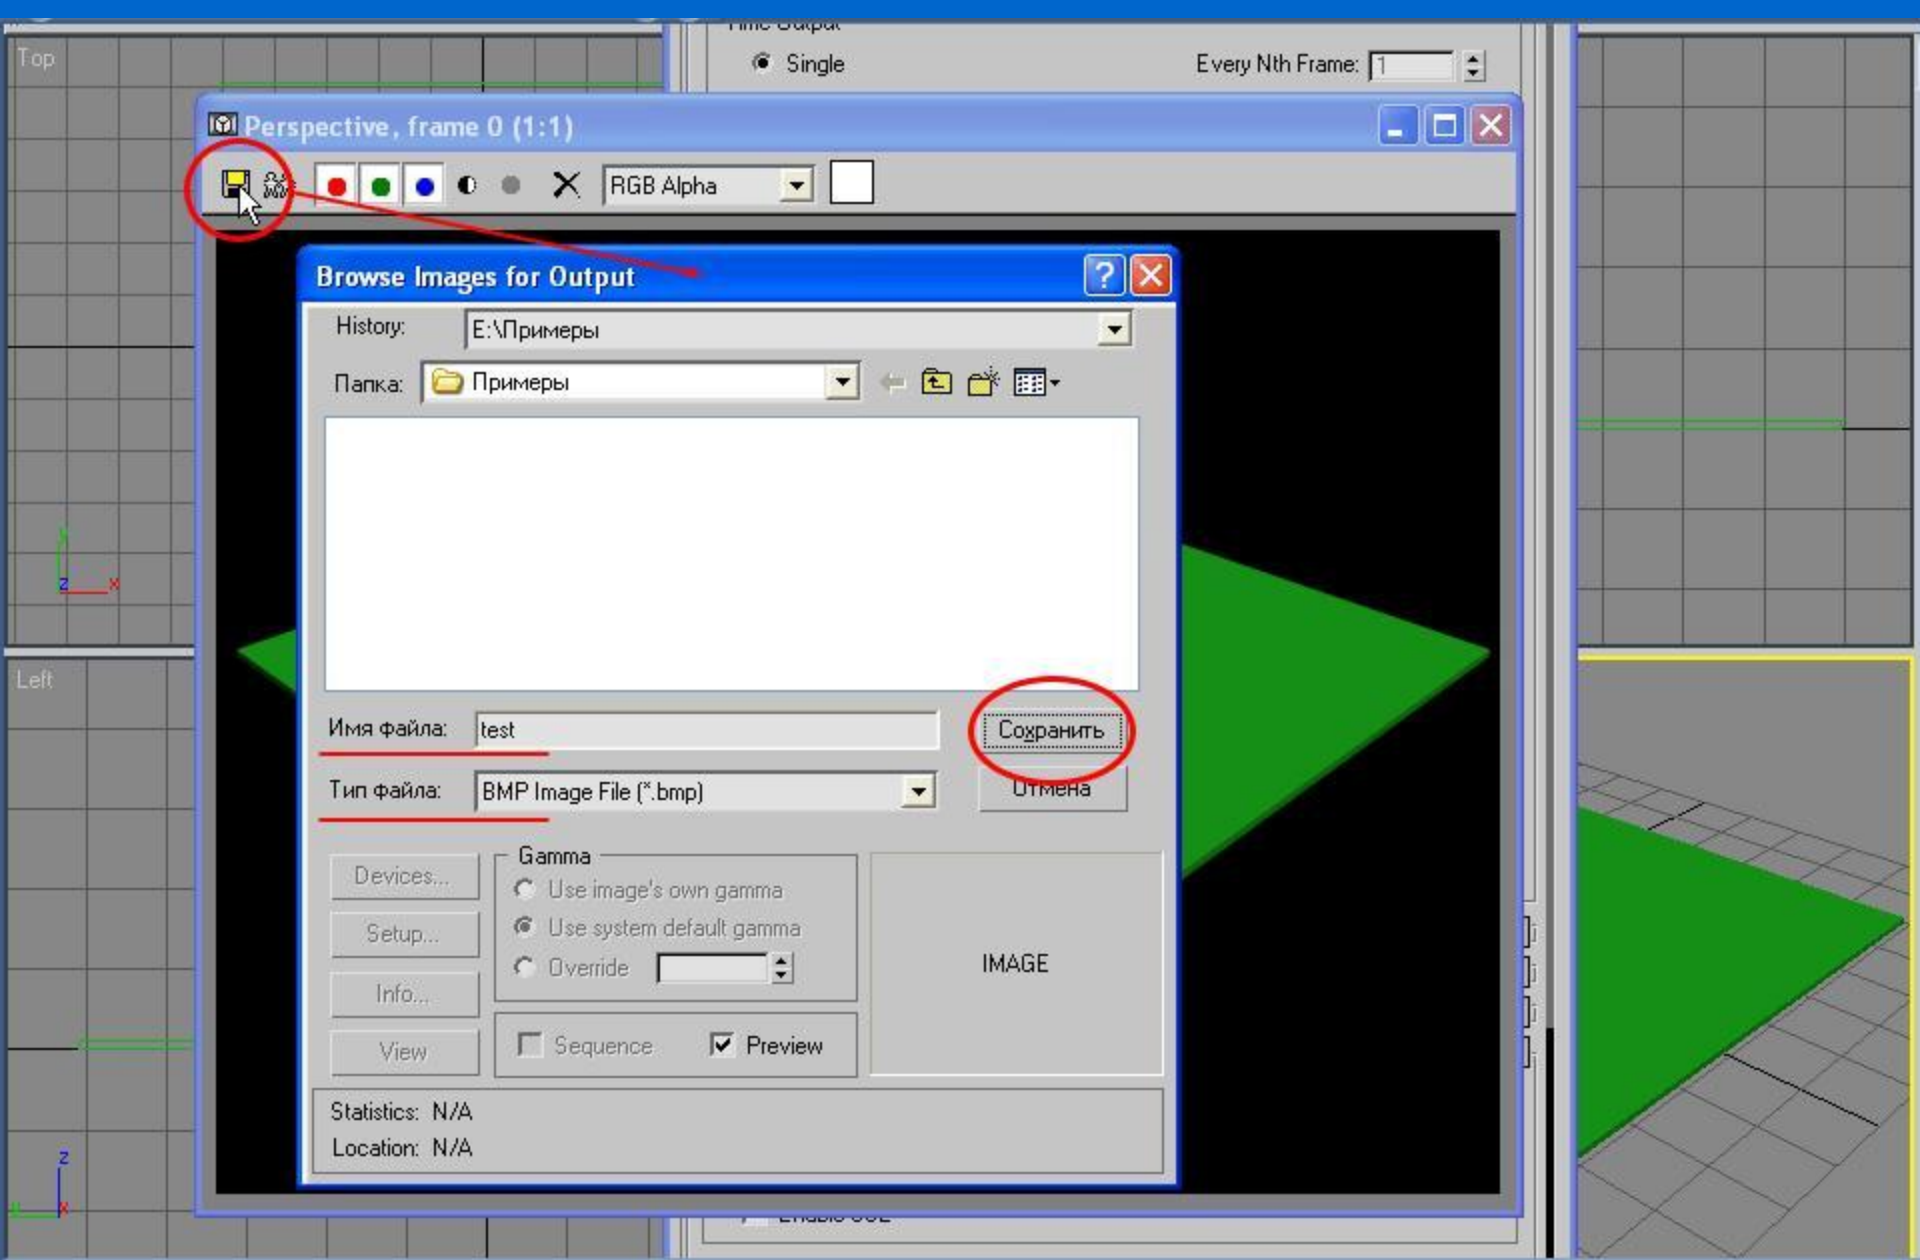 Time Output
Top
Single
Every Nth Frame: 1
Perspective, frame 0 (1:1)
RGB Alpha
Browse Images for Output
History: E:\Примеры
Папка: Примеры
Left
Имя файла: test
Сохранить
Тип файла: BMP Image File (*.bmp)
Отмена
Devices...
Gamma
Use image's own gamma
Setup...
Use system default gamma
Override
IMAGE
Info...
View
Sequence
Preview
Statistics: N/A
Location: N/A
y
z x
z
y x